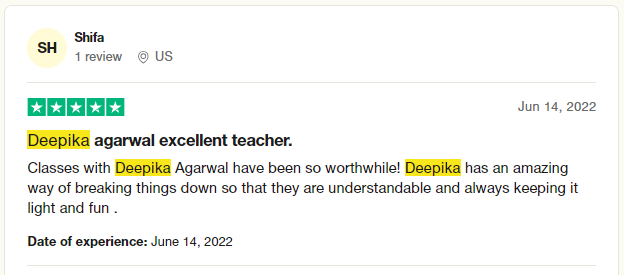 SH
Shifa
1 review US
Jun 14, 2022
Deepika agarwal excellent teacher.
Classes with Deepika Agarwal have been so worthwhile! Deepika has an amazing
way of breaking things down so that they are understandable and always keeping it
light and fun .
Date of experience: June 14, 2022